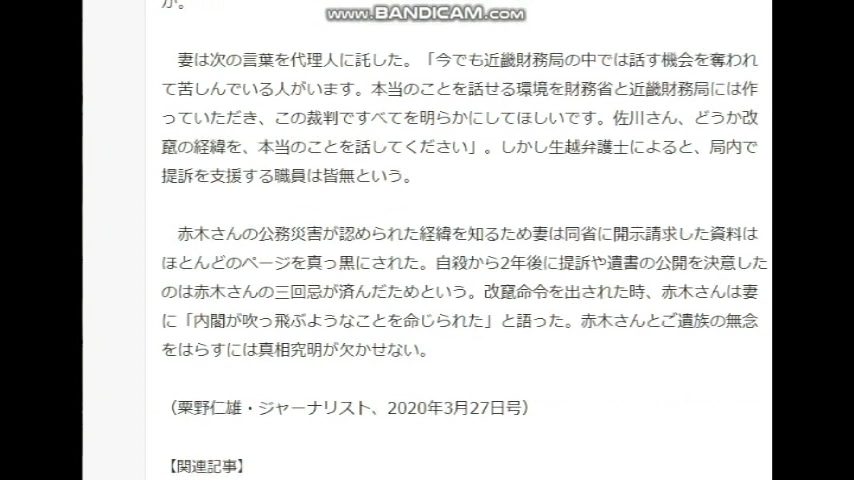 か。
www.BANDICAM.com
妻は次の言葉を代理人に託した。「今でも近畿財務局の中では話す機会を奪われ
て苦しんでいる人がいます。本当のことを話せる環境を財務省と近畿財務局には作
っていただき、この裁判ですべてを明らかにしてほしいです。佐川さん、どうか改
竄の経緯を、本当のことを話してください」。しかし生越弁護士によると、局内で
提訴を支援する職員は皆無という。
赤木さんの公務災害が認められた経緯を知るため妻は同省に開示請求した資料は
ほとんどのページを真っ黒にされた。自殺から2年後に提訴や遺書の公開を決意した
のは赤木さんの三回忌が済んだためという。改竄命令を出された時、赤木さんは妻
に「内閣が吹っ飛ぶようなことを命じられた」と語った。赤木さんとご遺族の無念
をはらすには真相究明が欠かせない。
（粟野仁雄・ジャーナリスト、2020年3月27日号）
【関連記事】